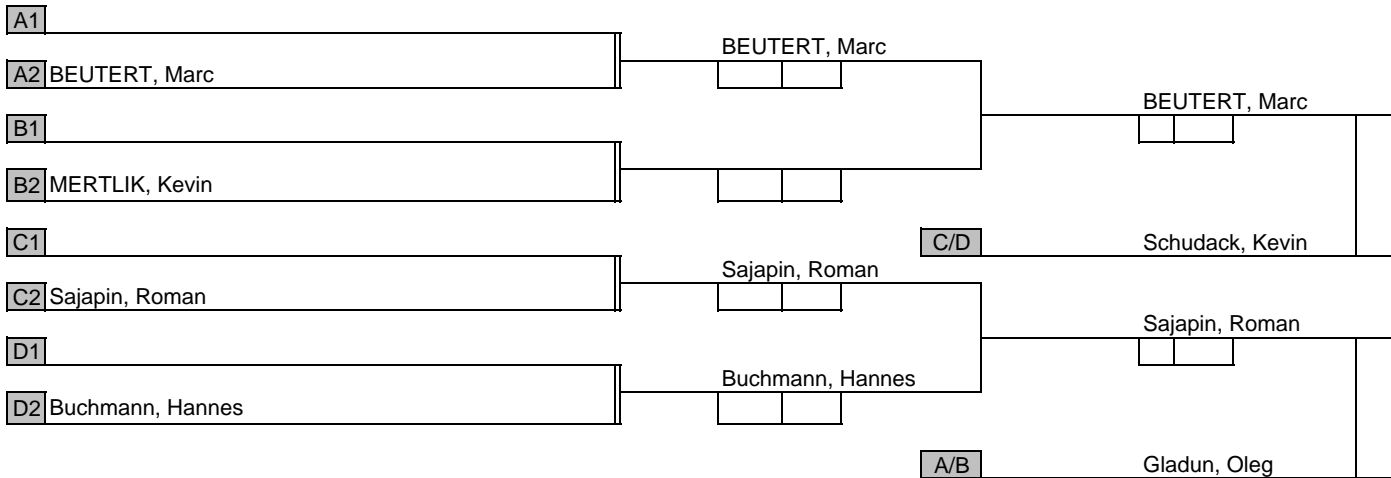 A1
BEUTERT, Marc
A2 BEUTERT, Marc
BEUTERT, Marc
B1
B2 MERTLIK, Kevin
C1
C/D Schudack, Kevin
Sajapin, Roman
C2 Sajapin, Roman
Sajapin, Roman
D1
Buchmann, Hannes
D2 Buchmann, Hannes
A/B Gladun, Oleg